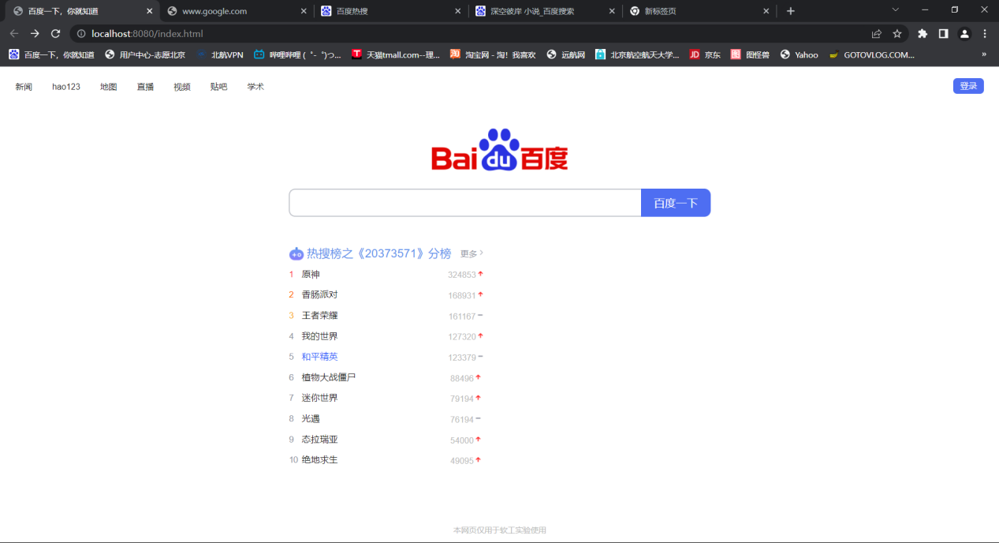 百度一下，你就知道 www.google.com 百度热搜 深空彼岸 小说_百度搜索 新标签页
localhost:8080/index.html
百度一下，你就知道 用户中心-志愿北京 北航VPN 哔哩哔哩 ( ゜- ゜)つ... 天猫tmall.com--理... 淘宝网 - 淘！我喜欢 远航网 北京航空航天大学... JD 京东 图怪兽 Yahoo GOTOVLOG.COM... »
新闻 hao123 地图 直播 视频 贴吧 学术 登录
Bai du 百度
百度一下
热搜榜之《20373571》分榜 更多
1 原神 324853
2 香肠派对 168931
3 王者荣耀 161167
4 我的世界 127320
5 和平精英 123379
6 植物大战僵尸 88496
7 迷你世界 79194
8 光遇 76194
9 态拉瑞亚 54000
10 绝地求生 49095
本网页仅用于软工实验使用